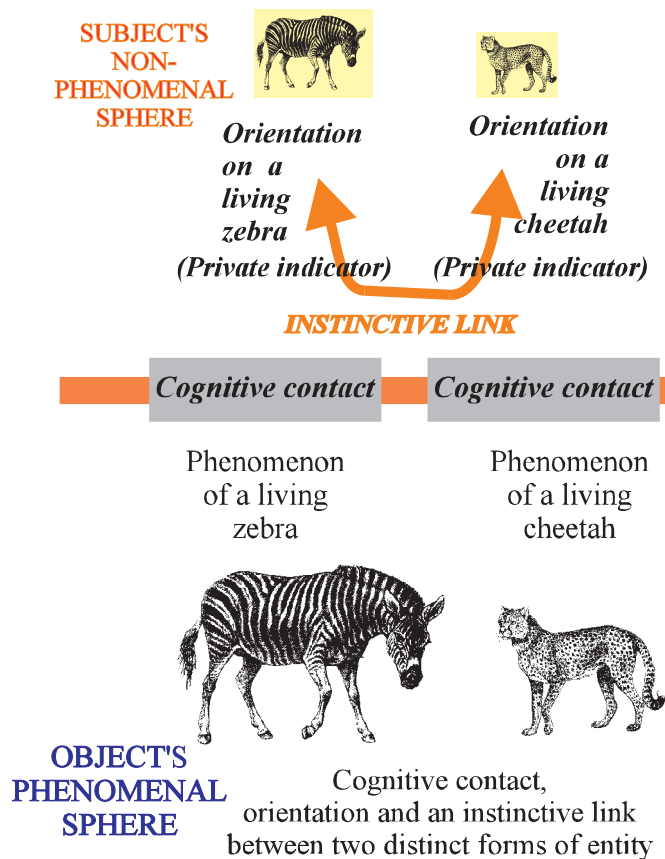 SUBJECT'S
NON-
PHENOMENAL
SPHERE
Orientation
on a
living
zebra
(Private indicator)
Orientation
on a
living
cheetah
(Private indicator)
INSTINCTIVE LINK
Cognitive contact
Cognitive contact
Phenomenon
of a living
zebra
Phenomenon
of a living
cheetah
OBJECT'S
PHENOMENAL
SPHERE
Cognitive contact,
orientation and an instinctive link
between two distinct forms of entity